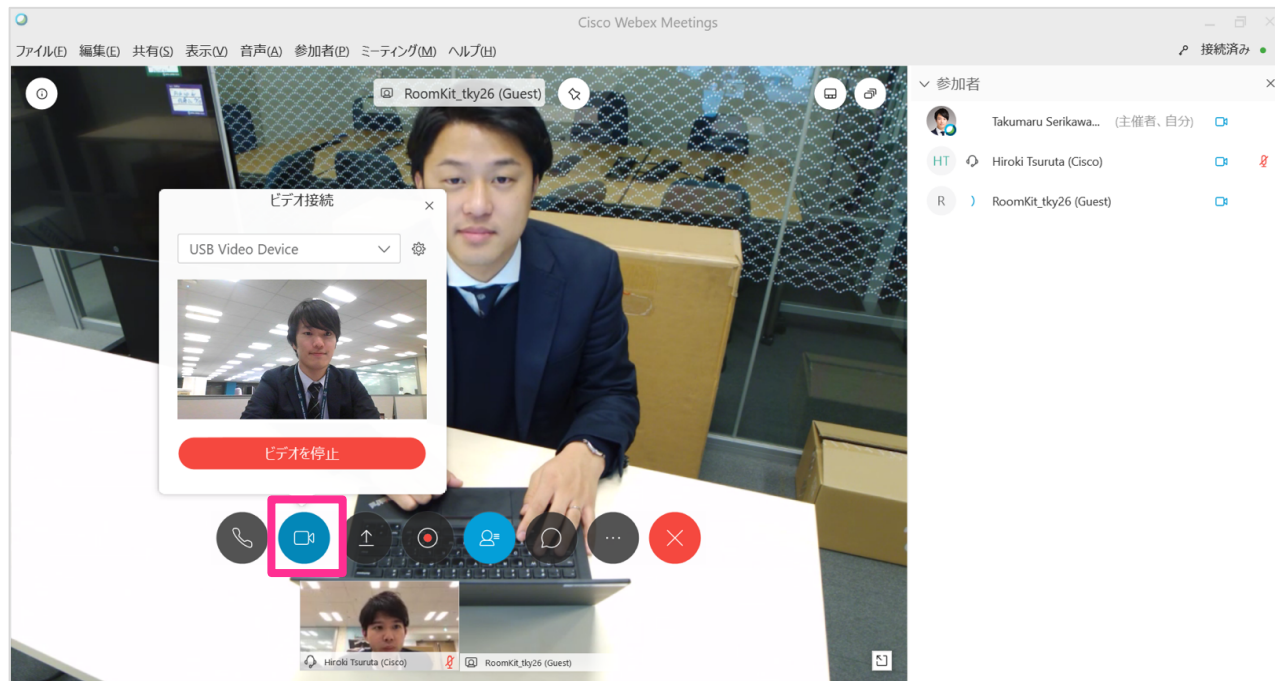 Cisco Webex Meetings
ファイル(F) 編集(E) 共有(S) 表示(V) 音声(A) 参加者(P) ミーティング(M) ヘルプ(H)
接続済み
RoomKit_tky26 (Guest)
参加者
Takumaru Serikawa... (主催者、自分)
HT Hiroki Tsuruta (Cisco)
R RoomKit_tky26 (Guest)
ビデオ接続
USB Video Device
ビデオを停止
Hiroki Tsuruta (Cisco)
RoomKit_tky26 (Guest)